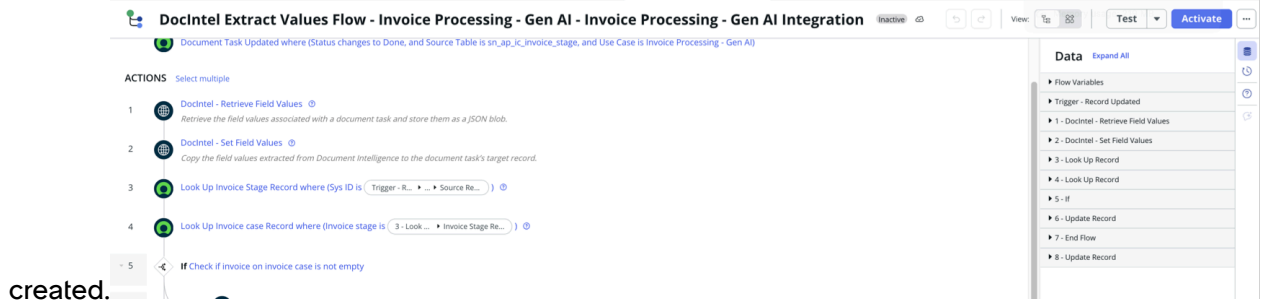 DocIntel Extract Values Flow - Invoice Processing - Gen AI - Invoice Processing - Gen AI Integration Inactive View: Test Activate
Document Task Updated where (Status changes to Done, and Source Table is sn_ap_ic_invoice_stage, and Use Case is Invoice Processing - Gen AI)
ACTIONS Select multiple
1 DocIntel - Retrieve Field Values
Retrieve the field values associated with a document task and store them as a JSON blob.
2 DocIntel - Set Field Values
Copy the field values extracted from Document Intelligence to the document task's target record.
3 Look Up Invoice Stage Record where (Sys ID is Trigger - R... ▸ ... ▸ Source Re... )
4 Look Up Invoice case Record where (Invoice stage is 3 - Look ... ▸ Invoice Stage Re... )
5 If Check if invoice on invoice case is not empty
Data Expand All
Flow Variables
Trigger - Record Updated
1 - DocIntel - Retrieve Field Values
2 - DocIntel - Set Field Values
3 - Look Up Record
4 - Look Up Record
5 - If
6 - Update Record
7 - End Flow
8 - Update Record
created.